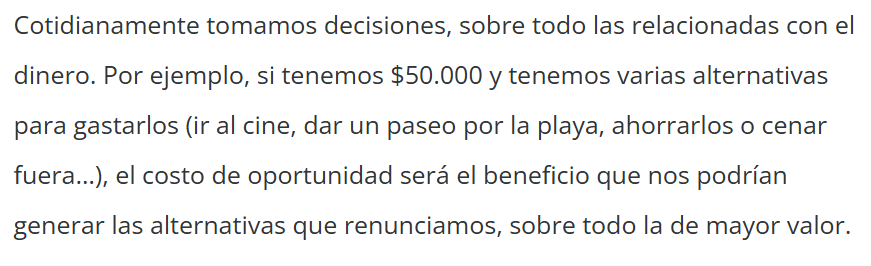 Cotidianamente tomamos decisiones, sobre todo las relacionadas con el
dinero. Por ejemplo, si tenemos $50.000 y tenemos varias alternativas
para gastarlos (ir al cine, dar un paseo por la playa, ahorrarlos o cenar
fuera...), el costo de oportunidad será el beneficio que nos podrían
generar las alternativas que renunciamos, sobre todo la de mayor valor.